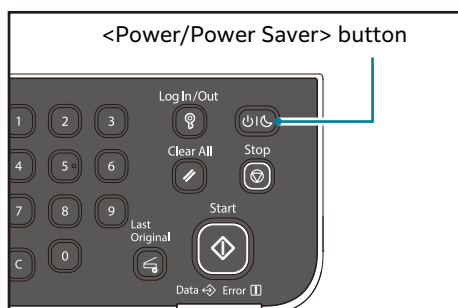 <Power/Power Saver> button
Log In/Out
1 2 3
Clear All Stop
4 5 6
7 8 9
Last
Original
Start
C 0
Data Error